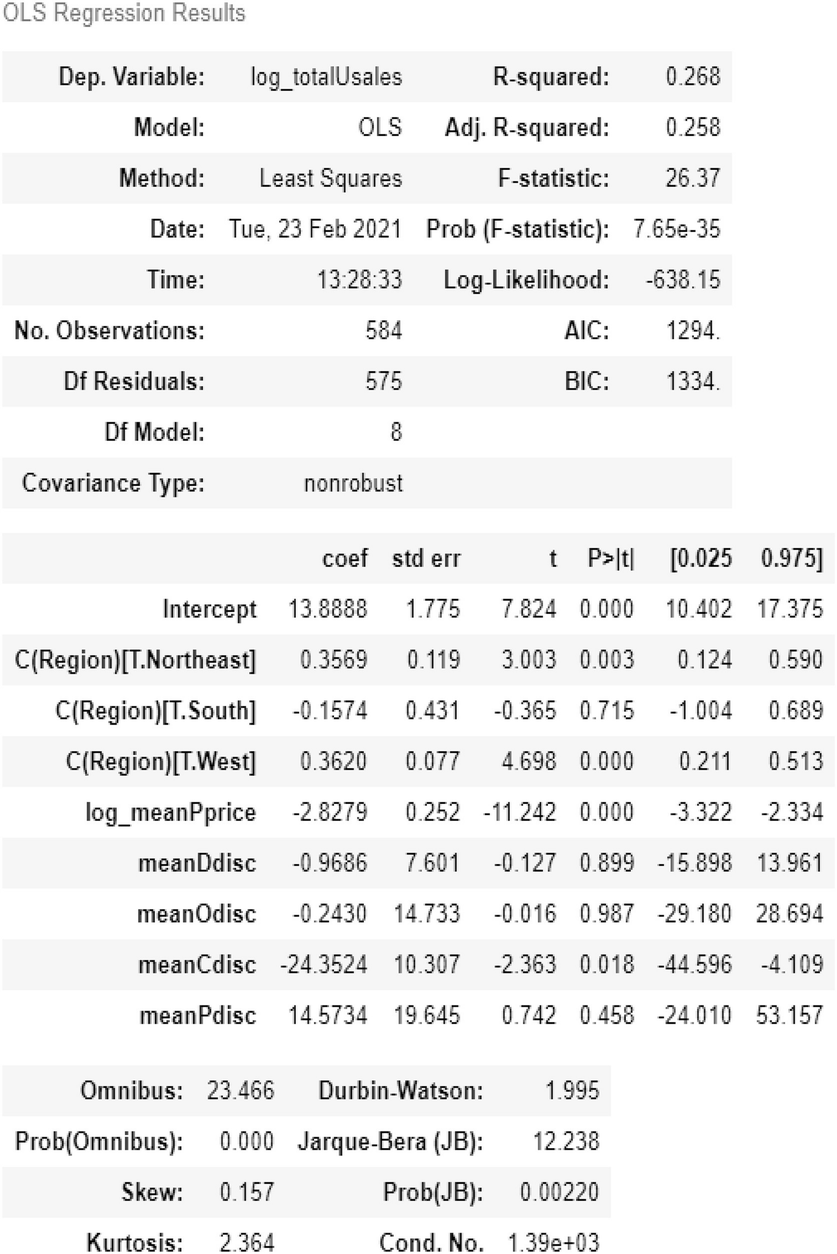 OLS Regression Results
Dep. Variable: log_totalUsales R-squared: 0.268
Model: OLS Adj. R-squared: 0.258
Method: Least Squares F-statistic: 26.37
Date: Tue, 23 Feb 2021 Prob (F-statistic): 7.65e-35
Time: 13:28:33 Log-Likelihood: -638.15
No. Observations: 584 AIC: 1294.
Df Residuals: 575 BIC: 1334.
Df Model: 8
Covariance Type: nonrobust
coef std err t P>|t| [0.025 0.975]
Intercept 13.8888 1.775 7.824 0.000 10.402 17.375
C(Region)[T.Northeast] 0.3569 0.119 3.003 0.003 0.124 0.590
C(Region)[T.South] -0.1574 0.431 -0.365 0.715 -1.004 0.689
C(Region)[T.West] 0.3620 0.077 4.698 0.000 0.211 0.513
log_meanPprice -2.8279 0.252 -11.242 0.000 -3.322 -2.334
meanDdisc -0.9686 7.601 -0.127 0.899 -15.898 13.961
meanOdisc -0.2430 14.733 -0.016 0.987 -29.180 28.694
meanCdisc -24.3524 10.307 -2.363 0.018 -44.596 -4.109
meanPdisc 14.5734 19.645 0.742 0.458 -24.010 53.157
Omnibus: 23.466 Durbin-Watson: 1.995
Prob(Omnibus): 0.000 Jarque-Bera (JB): 12.238
Skew: 0.157 Prob(JB): 0.00220
Kurtosis: 2.364 Cond. No. 1.39e+03